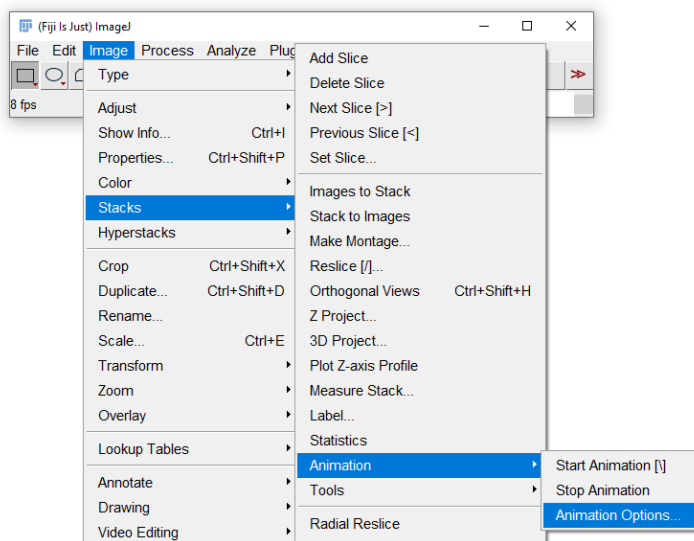 (Fiji Is Just) ImageJ
File Edit Image Process Analyze Plug
8 fps
Type
Adjust
Show Info... Ctrl+I
Properties... Ctrl+Shift+P
Color
Stacks
Hyperstacks
Crop Ctrl+Shift+X
Duplicate... Ctrl+Shift+D
Rename...
Scale... Ctrl+E
Transform
Zoom
Overlay
Lookup Tables
Annotate
Drawing
Video Editing
Add Slice
Delete Slice
Next Slice [>]
Previous Slice [<]
Set Slice...
Images to Stack
Stack to Images
Make Montage...
Reslice [/]...
Orthogonal Views Ctrl+Shift+H
Z Project...
3D Project...
Plot Z-axis Profile
Measure Stack...
Label...
Statistics
Animation
Tools
Radial Reslice
Start Animation [\]
Stop Animation
Animation Options...